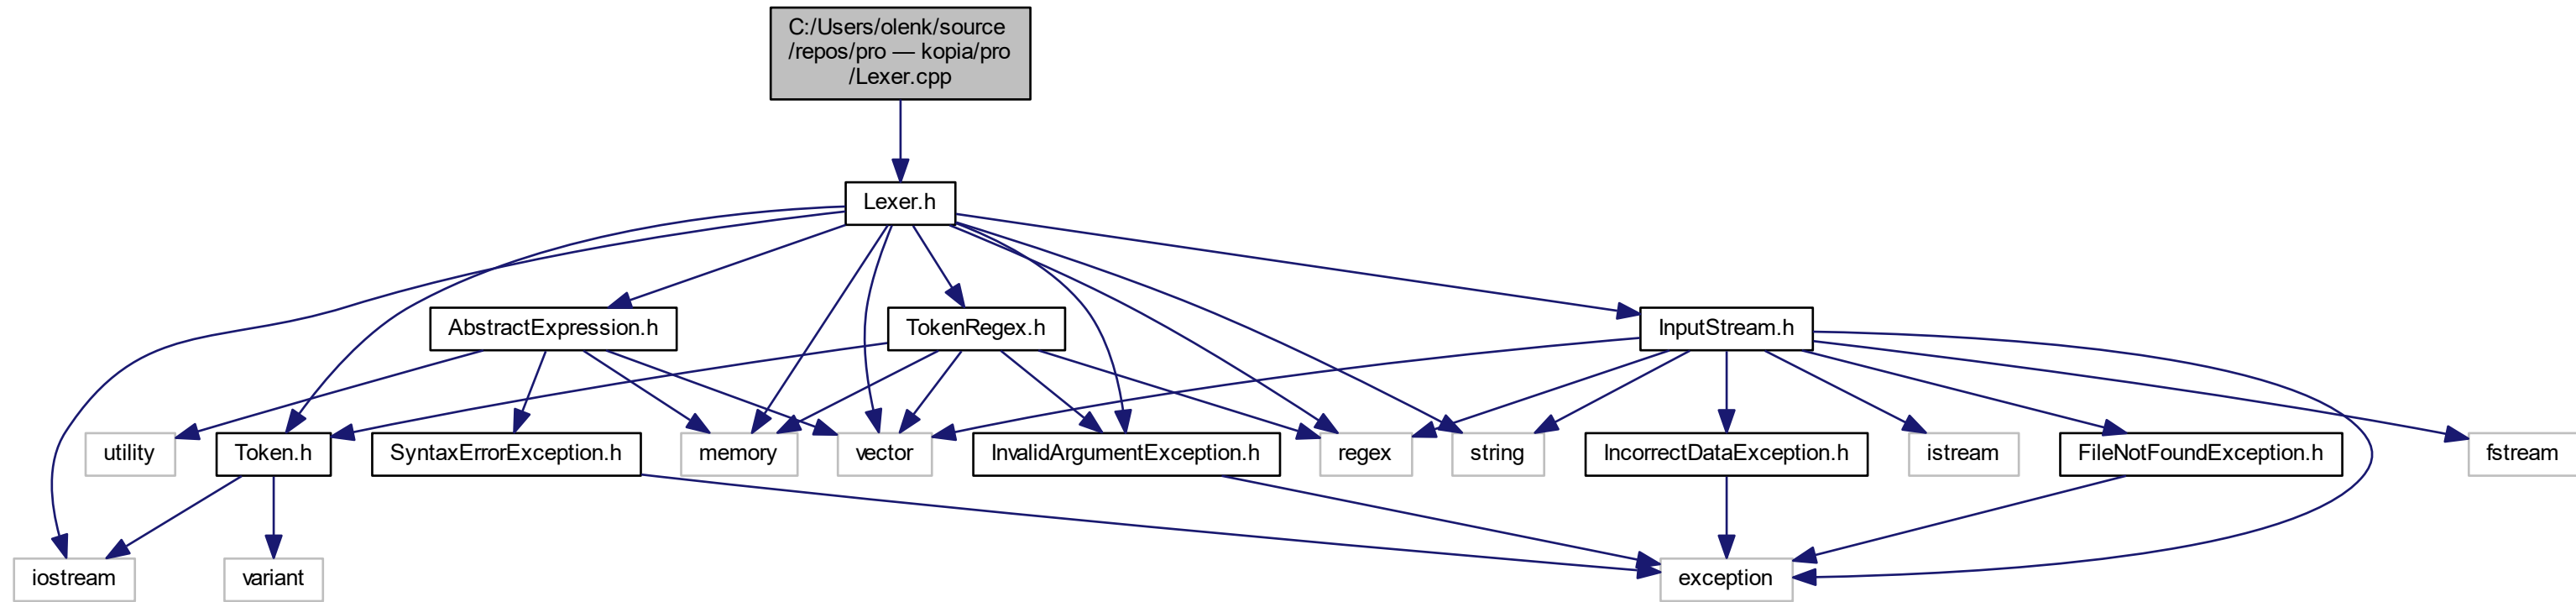 C:/Users/olenk/source
/repos/pro — kopia/pro
/Lexer.cpp
Lexer.h
AbstractExpression.h
TokenRegex.h
InputStream.h
utility
Token.h
SyntaxErrorException.h
memory
vector
InvalidArgumentException.h
regex
string
IncorrectDataException.h
istream
FileNotFoundException.h
fstream
iostream
variant
exception